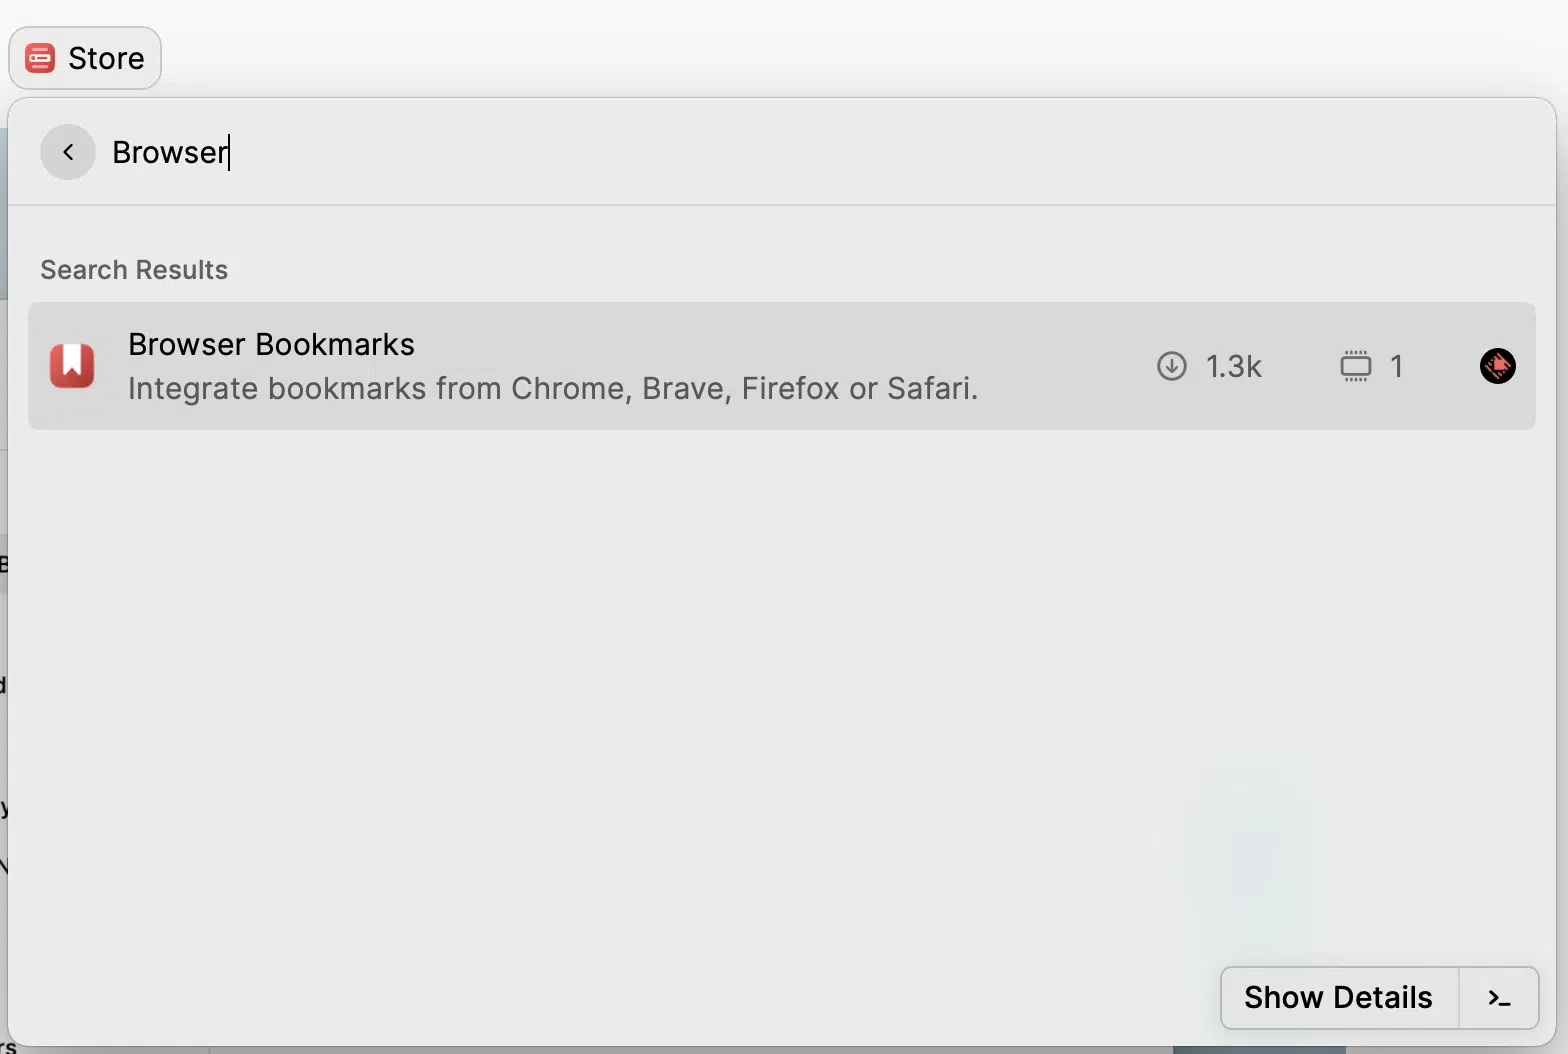 Store
Browser
Search Results
Browser Bookmarks
Integrate bookmarks from Chrome, Brave, Firefox or Safari.
1.3k
1
Show Details